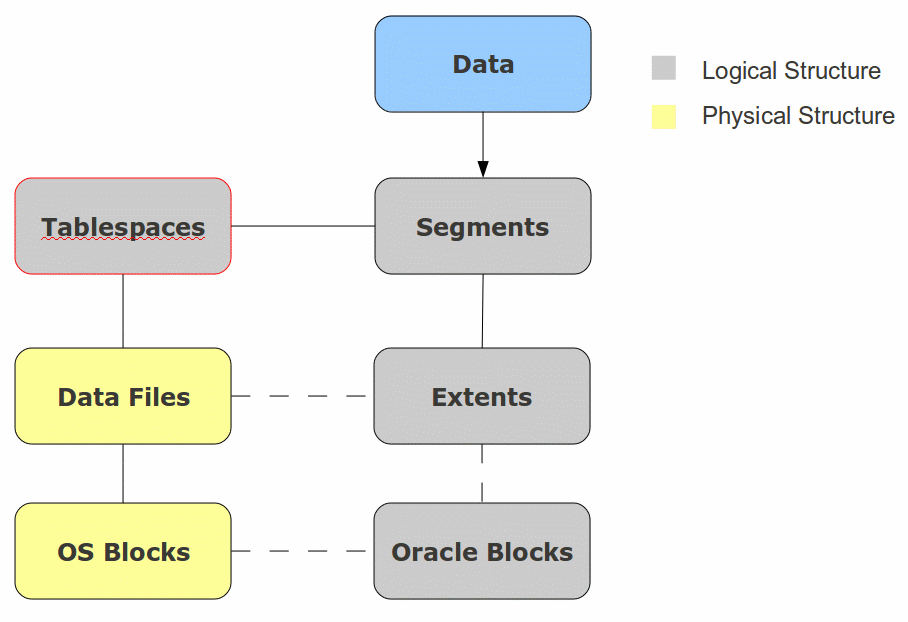 Data
Logical Structure
Physical Structure
Tablespaces
Segments
Data Files
Extents
OS Blocks
Oracle Blocks